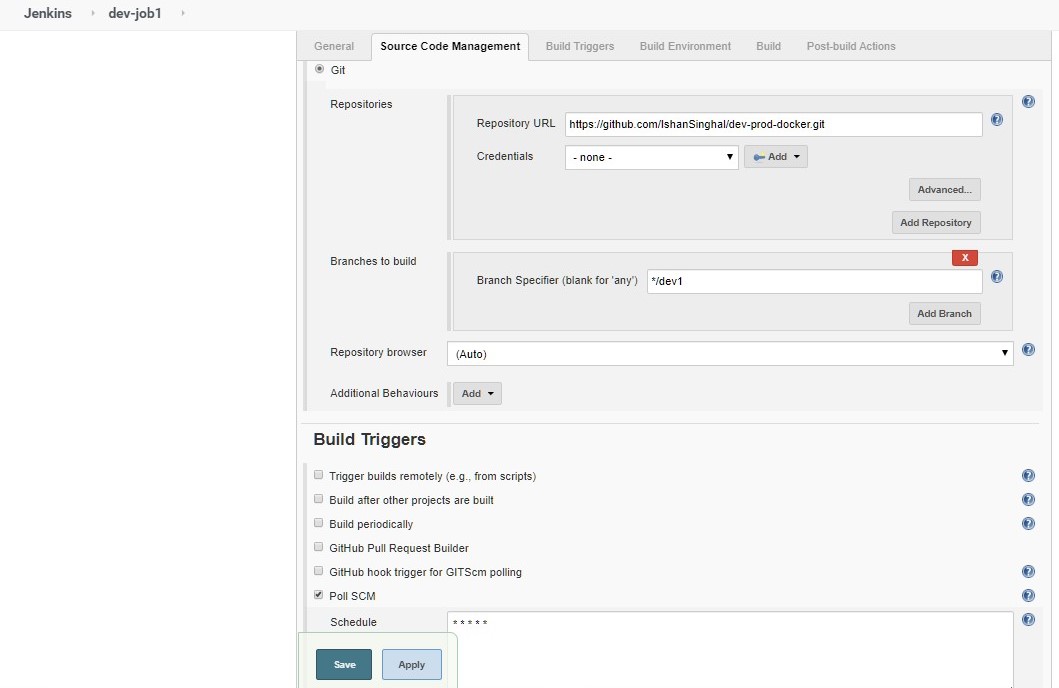 Jenkins dev-job1
General Source Code Management Build Triggers Build Environment Build Post-build Actions
Git
Repositories
Repository URL https://github.com/IshanSinghal/dev-prod-docker.git
Credentials - none - Add
Advanced...
Add Repository
Branches to build
X
Branch Specifier (blank for 'any') */dev1
Add Branch
Repository browser (Auto)
Additional Behaviours Add
Build Triggers
Trigger builds remotely (e.g., from scripts)
Build after other projects are built
Build periodically
GitHub Pull Request Builder
GitHub hook trigger for GITScm polling
Poll SCM
Schedule * * * * *
Save Apply